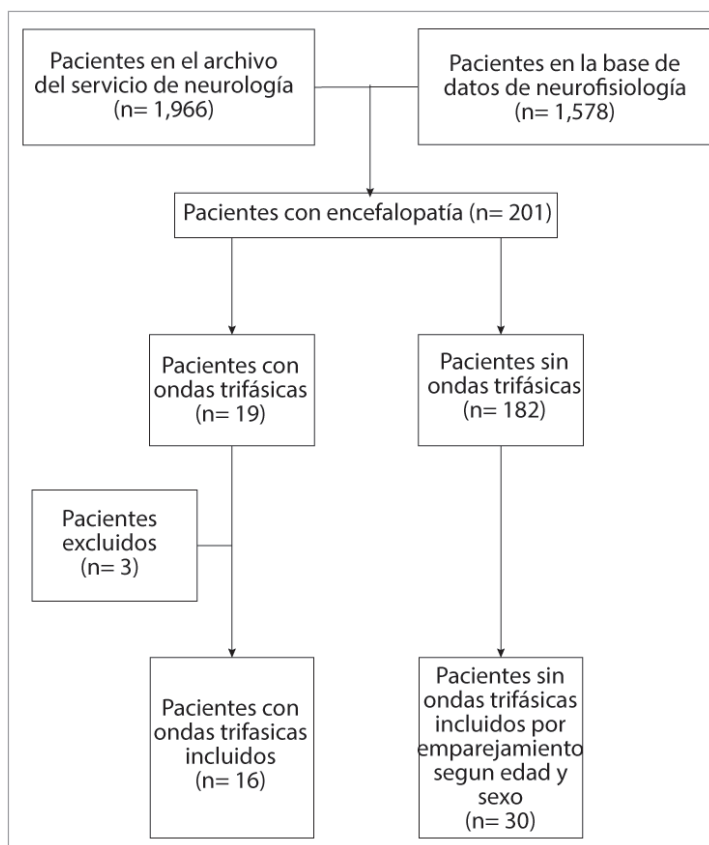 Pacientes en el archivo
del servicio de neurología
(n= 1,966)
Pacientes en la base de
datos de neurofisiología
(n= 1,578)
Pacientes con encefalopatía (n= 201)
Pacientes con
ondas trifásicas
(n= 19)
Pacientes sin
ondas trifásicas
(n= 182)
Pacientes
excluidos
(n= 3)
Pacientes con
ondas trifasicas
incluidos
(n= 16)
Pacientes sin
ondas trifásicas
incluidos por
emparejamiento
segun edad y
sexo
(n= 30)